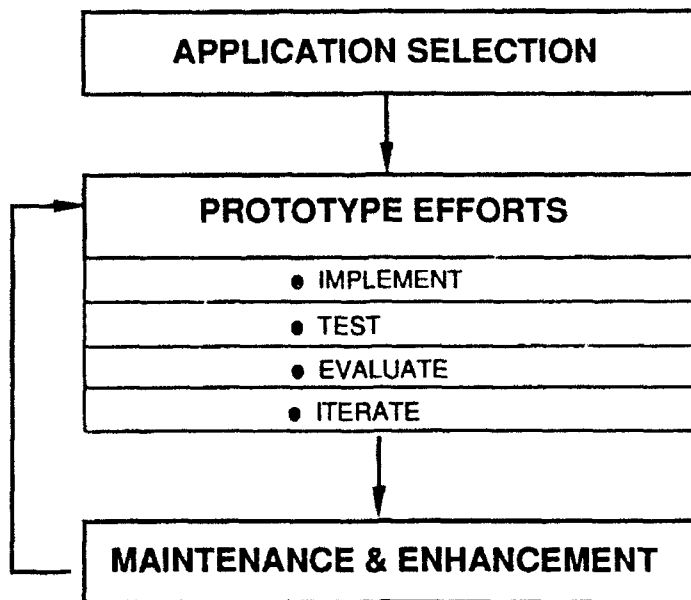 APPLICATION SELECTION
PROTOTYPE EFFORTS
• IMPLEMENT
• TEST
• EVALUATE
• ITERATE
MAINTENANCE & ENHANCEMENT